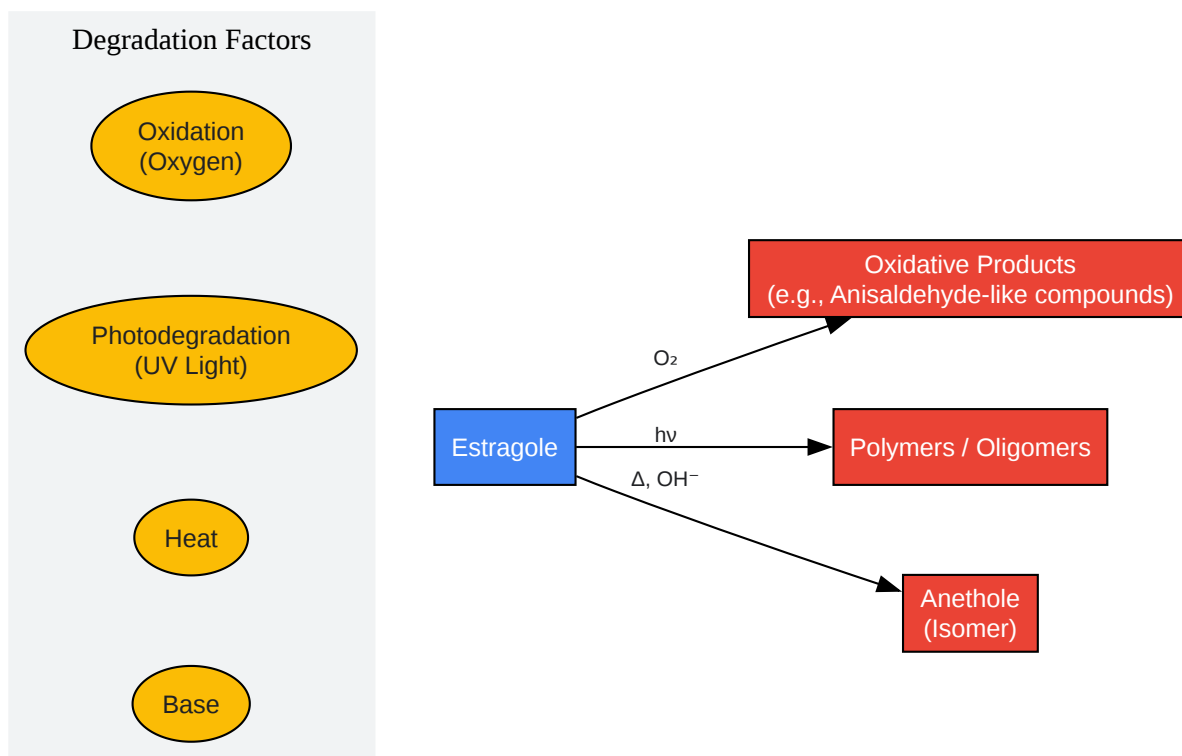 Degradation Factors
Oxidation
(Oxygen)
Photodegradation
(UV Light)
Heat
Base
Estragole
O₂
hν
Δ, OH⁻
Oxidative Products
(e.g., Anisaldehyde-like compounds)
Polymers / Oligomers
Anethole
(Isomer)